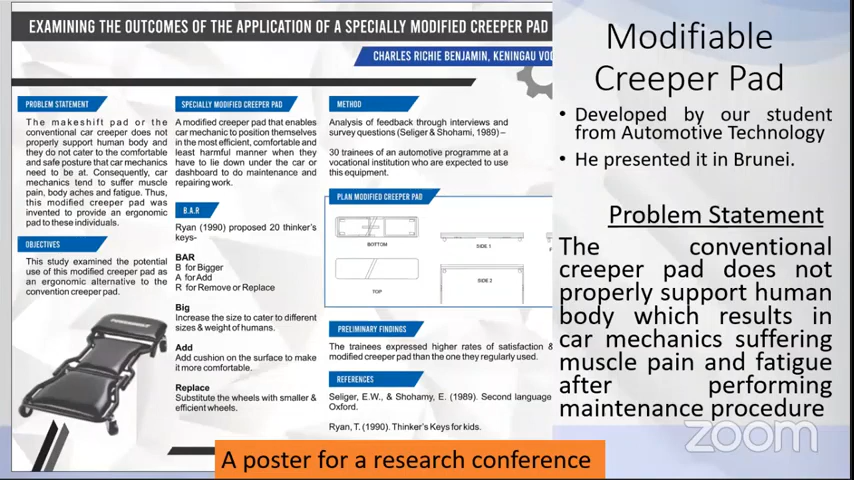 EXAMINING THE OUTCOMES OF THE APPLICATION OF A SPECIALLY MODIFIED CREEPER PAD
CHARLES RICHIE BENJAMIN, KENINGAU
PROBLEM STATEMENT
The makeshift pad or the
conventional car creeper does not
properly support human body and
they do not cater to the comfortable
and safe posture that car mechanics
need to be at. Consequently, car
mechanics tend to suffer muscle
pain, body aches and fatigue. Thus,
this modified creeper pad was
invented to provide an ergonomic
pad to these individuals.
OBJECTIVES
This study examined the potential
use of this modified creeper pad as
an ergonomic alternative to the
convention creeper pad.
SPECIALLY MODIFIED CREEPER PAD
A modified creeper pad that enables
car mechanic to position themselves
in the most efficient, comfortable and
least harmful manner when they
have to lie down under the car or
dashboard to do maintenance and
repairing work.
B.A.R
Ryan (1990) proposed 20 thinker's
keys-
BAR
B for Bigger
A for Add
R for Remove or Replace
Big
Increase the size to cater to different
sizes & weight of humans.
Add
Add cushion on the surface to make
it more comfortable.
Replace
Substitute the wheels with smaller &
efficient wheels.
METHOD
Analysis of feedback through interviews and
survey questions (Seliger & Shohami, 1989) –
30 trainees of an automotive programme at a
vocational institution who are expected to use
this equipment.
PLAN MODIFIED CREEPER PAD
BOTTOM
SIDE 1
TOP
SIDE 2
PRELIMINARY FINDINGS
The trainees expressed higher rates of satisfaction &
modified creeper pad than the one they regularly used.
REFERENCES
Seliger, E.W., & Shohamy, E. (1989). Second language
Oxford.
Ryan, T. (1990). Thinker's Keys for kids.
A poster for a research conference
Modifiable
Creeper Pad
• Developed by our student
from Automotive Technology
• He presented it in Brunei.
Problem Statement
The conventional
creeper pad does not
properly support human
body which results in
car mechanics suffering
muscle pain and fatigue
after performing
maintenance procedure
zoom